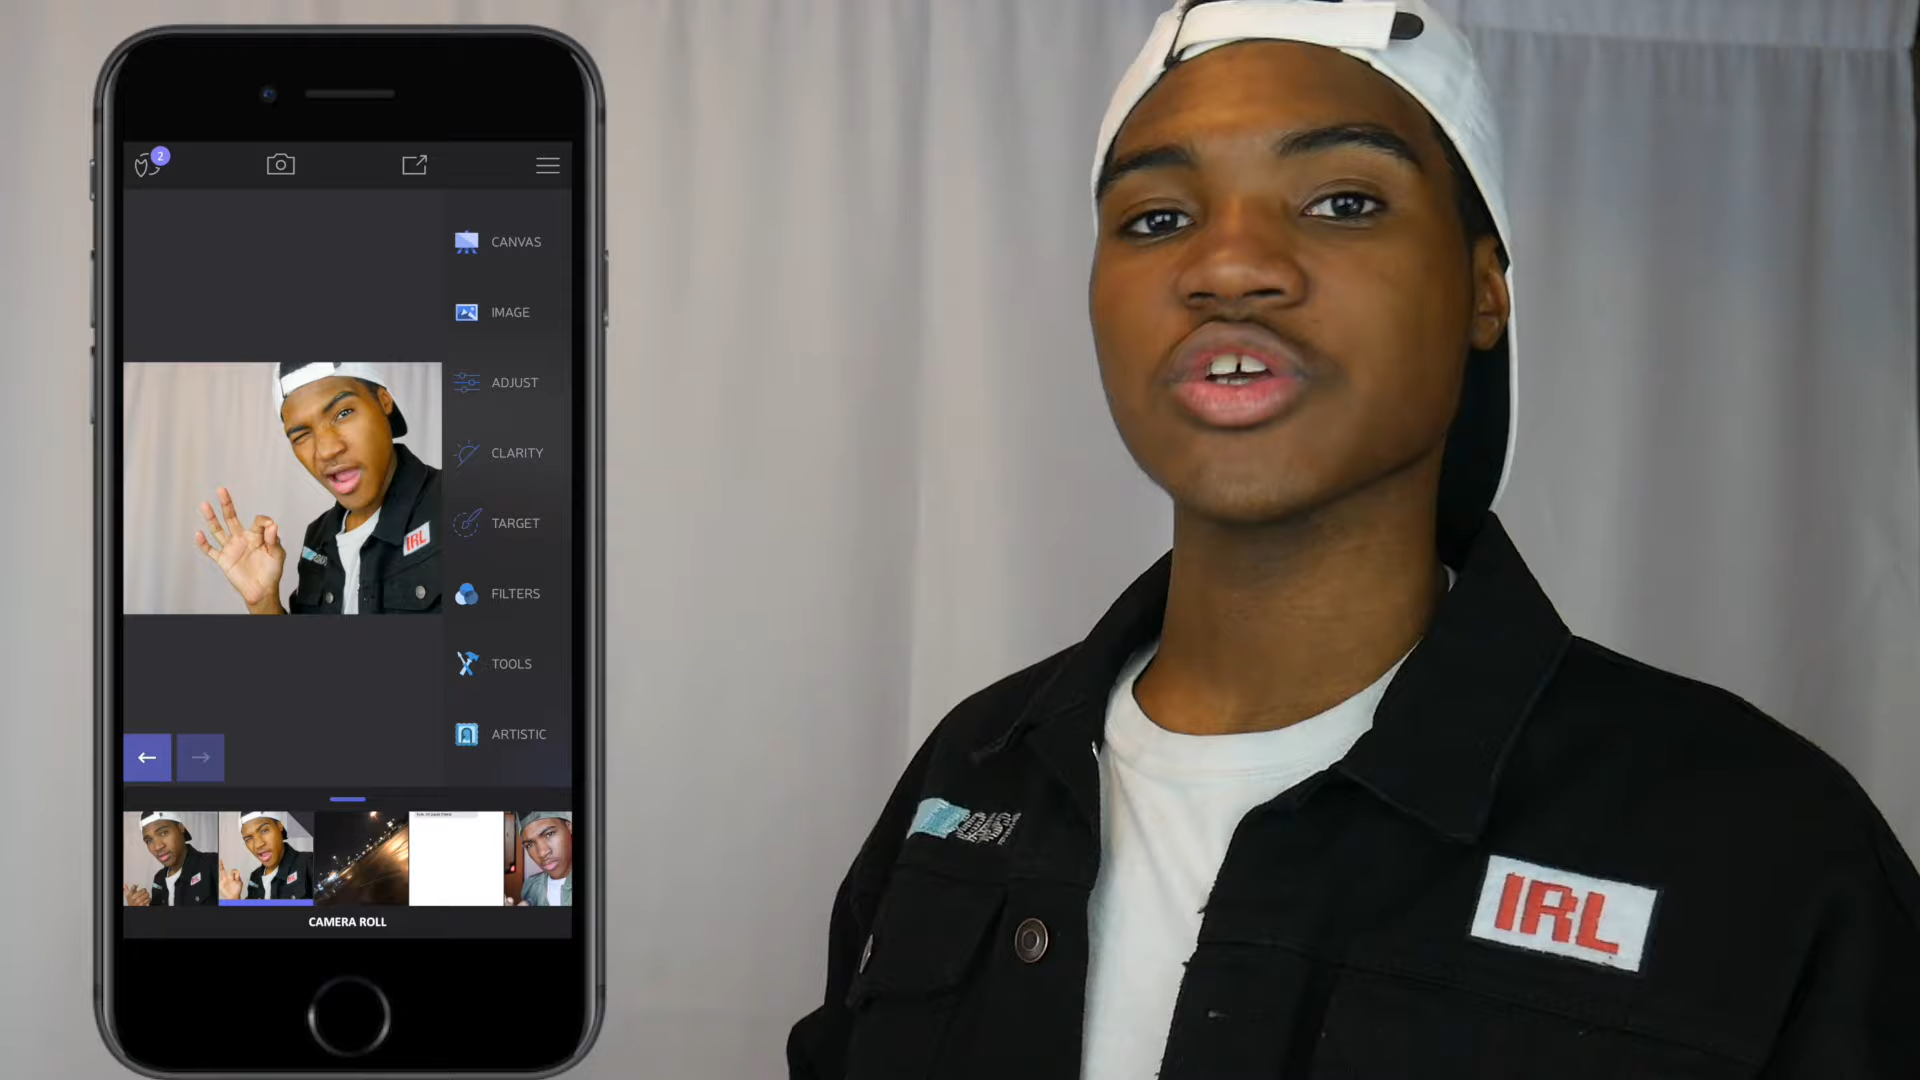 2
CANVAS
IMAGE
ADJUST
CLARITY
TARGET
FILTERS
TOOLS
ARTISTIC
IRL
CAMERA ROLL
IRL